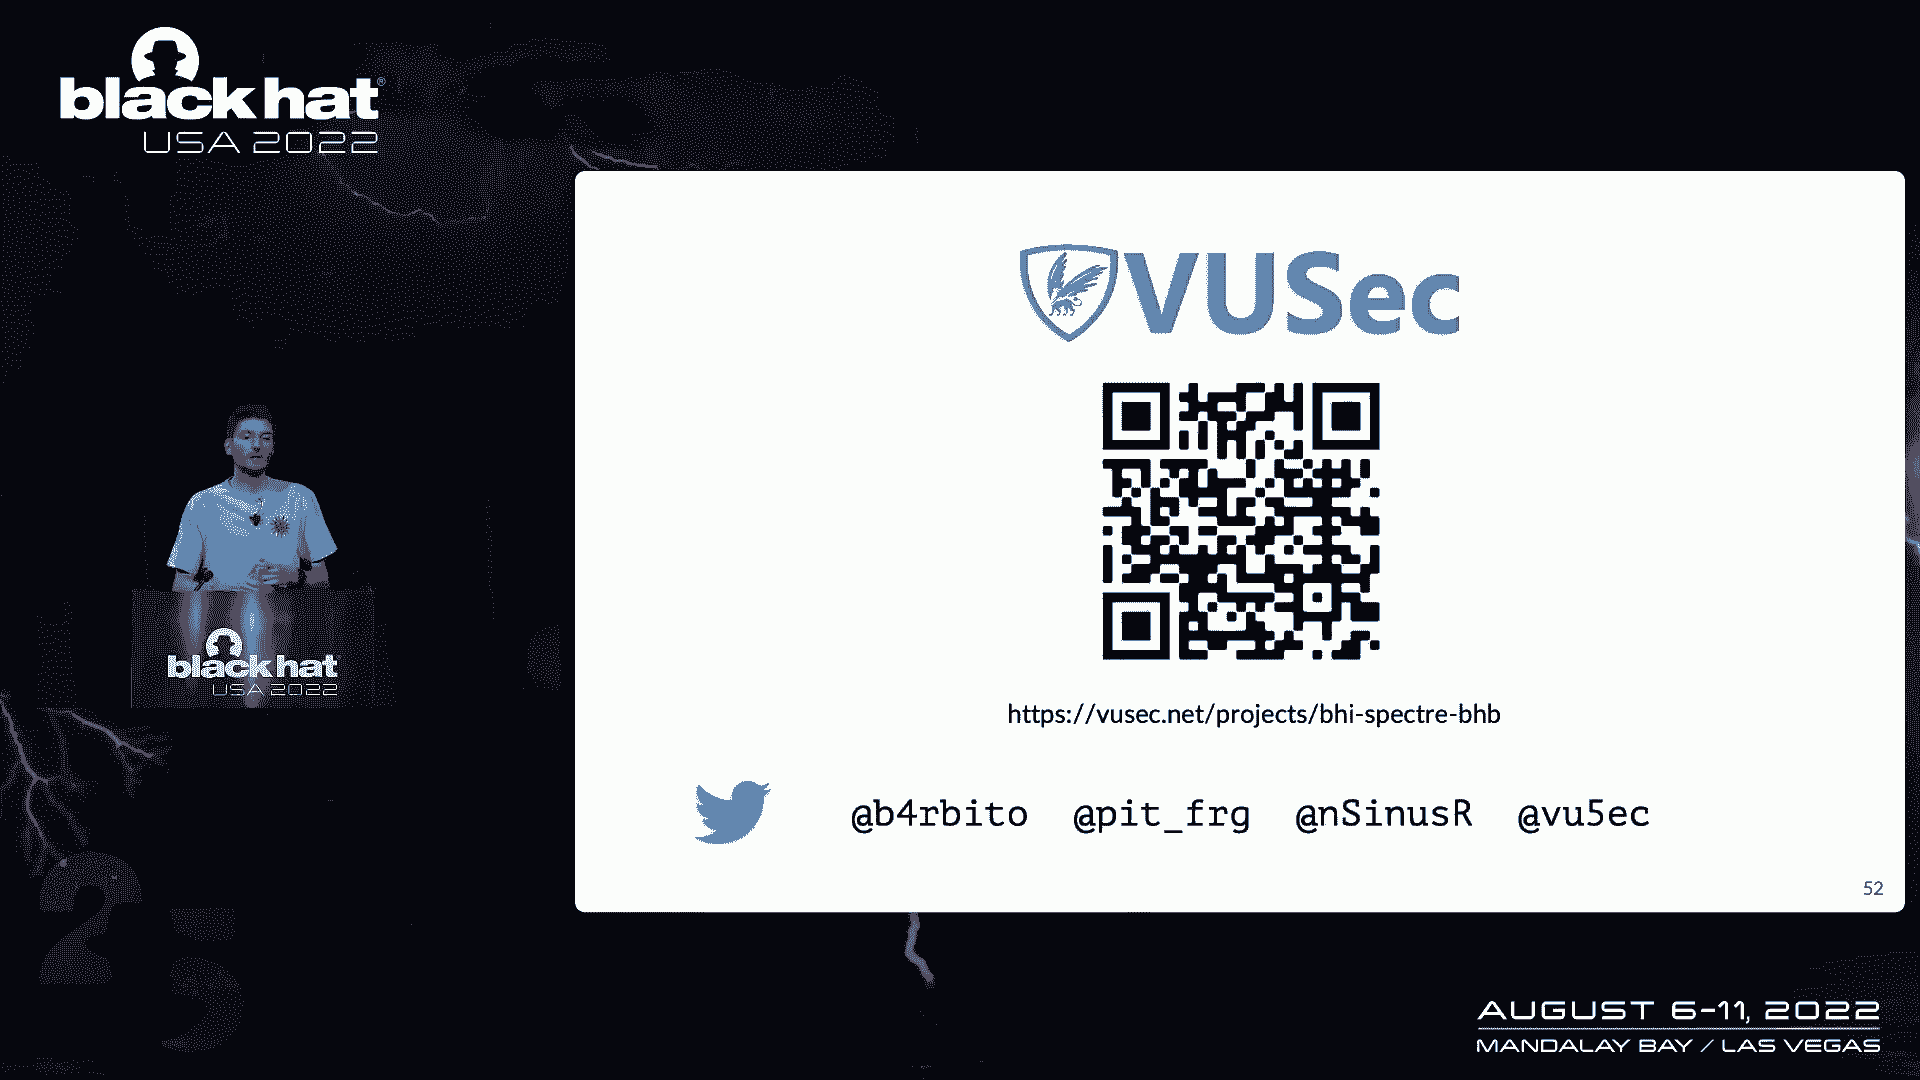 black hat®
USA 2022
VUSec
https://vusec.net/projects/bhi-spectre-bhb
@b4rbito @pit_frg @nSinusR @vu5ec
52
black hat
USA 2022
25
AUGUST 6-11, 2022
MANDALAY BAY / LAS VEGAS